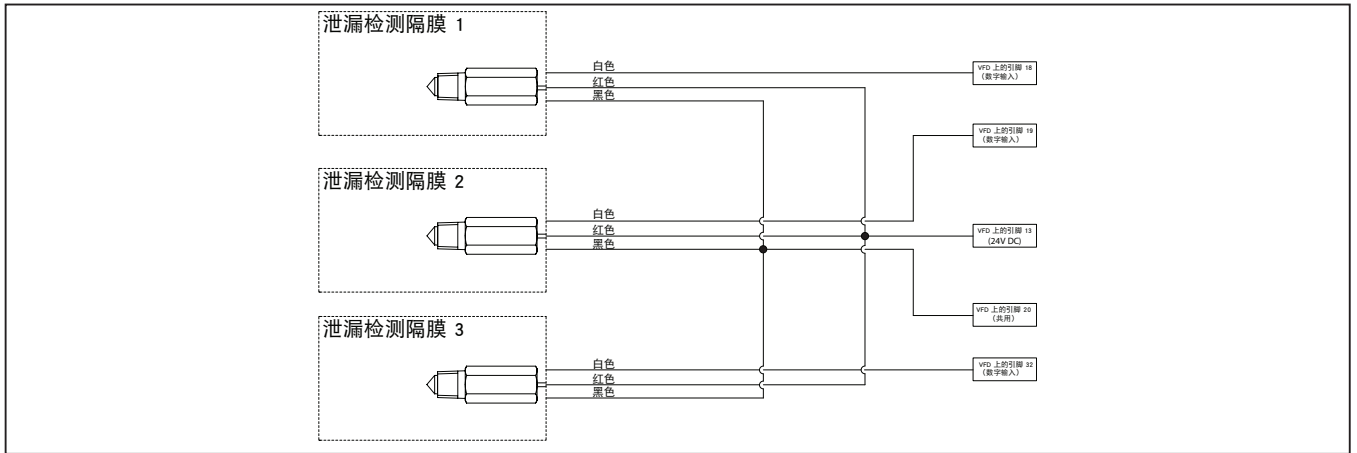 泄漏检测隔膜 1
白色
红色
黑色
VFD 上的引脚 18
（数字输入）
VFD 上的引脚 19
（数字输入）
泄漏检测隔膜 2
白色
红色
黑色
VFD 上的引脚 13
(24V DC)
VFD 上的引脚 20
（共用）
泄漏检测隔膜 3
白色
红色
黑色
VFD 上的引脚 32
（数字输入）